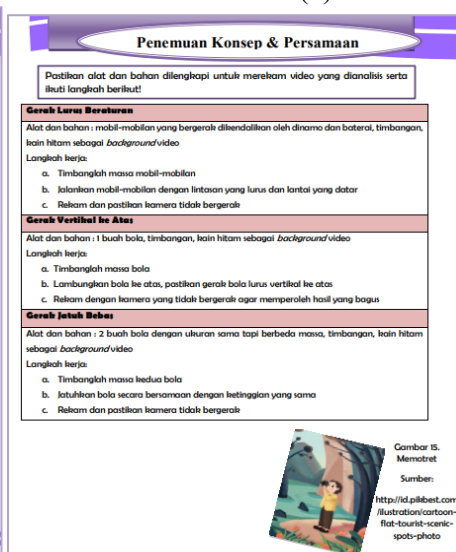 Penemuan Konsep & Persamaan
Pastikan alat dan bahan dilengkapi untuk merekam video yang dianalisis serta
ikuti langkah berikut!
Gerak Lurus Beraturan
Alat dan bahan : mobil-mobilan yang bergerak dikendalikan oleh dinamo dan baterai, timbangan,
kain hitam sebagai background video
Langkah kerja:
a. Timbanglah massa mobil-mobilan
b. Jalankan mobil-mobilan dengan lintasan yang lurus dan lantai yang datar
c. Rekam dan pastikan kamera tidak bergerak
Gerak Vertikal ke Atas
Alat dan bahan : 1 buah bola, timbangan, kain hitam sebagai background video
Langkah kerja:
a. Timbanglah massa bola
b. Lambungkan bola ke atas, pastikan gerak bola lurus vertikal ke atas
c. Rekam dengan kamera yang tidak bergerak agar memperoleh hasil yang bagus
Gerak Jatuh Bebas
Alat dan bahan : 2 buah bola dengan ukuran sama tapi berbeda massa, timbangan, kain hitam
sebagai background video
Langkah kerja:
a. Timbanglah massa kedua bola
b. Jatuhkan bola secara bersamaan dengan ketinggian yang sama
c. Rekam dan pastikan kamera tidak bergerak
Gambar 15.
Memotret
Sumber:
http://id.pikbest.com
/ilustration/cartoon-
flat-tourist-scenic-
spots-photo